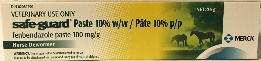 VETERINARY USE ONLY
safe-guard® Paste 10% w/w / Pâte 10% p/p
fenbendazole paste 100 mg/g
Horse Dewormer
MERCK